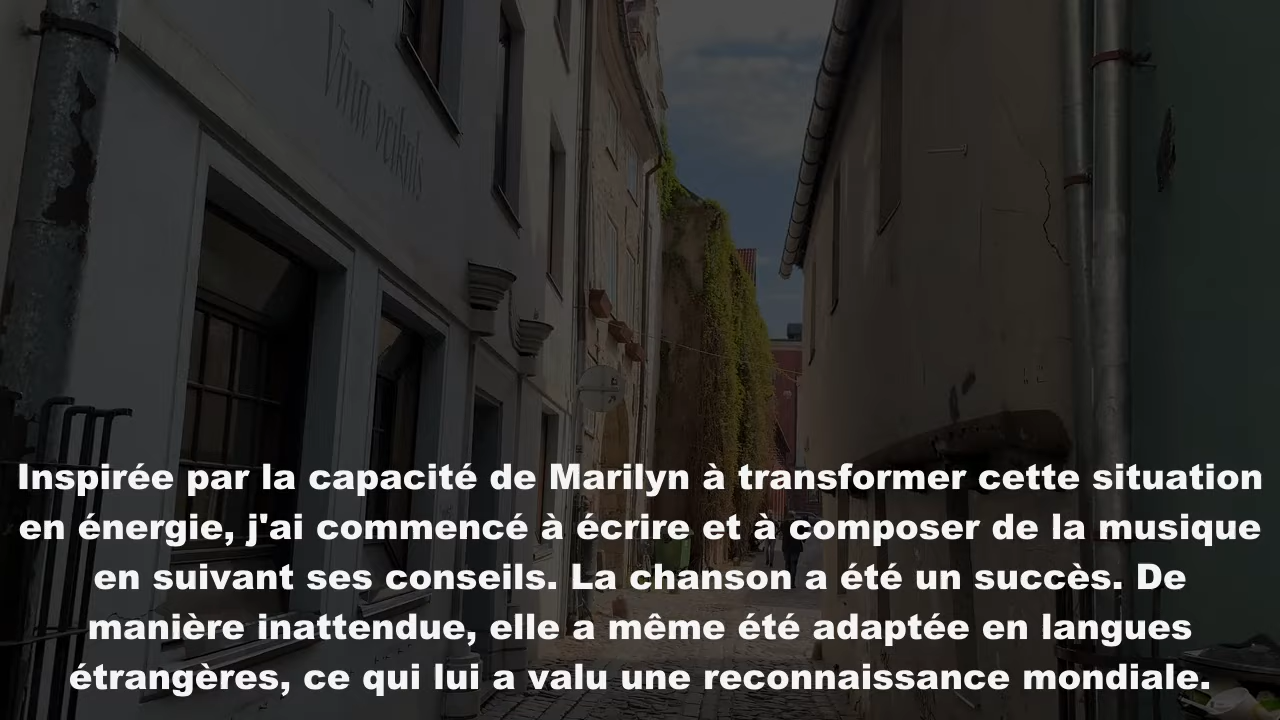 Vīnu veikals
Inspirée par la capacité de Marilyn à transformer cette situation
en énergie, j'ai commencé à écrire et à composer de la musique
en suivant ses conseils. La chanson a été un succès. De
manière inattendue, elle a même été adaptée en langues
étrangères, ce qui lui a valu une reconnaissance mondiale.